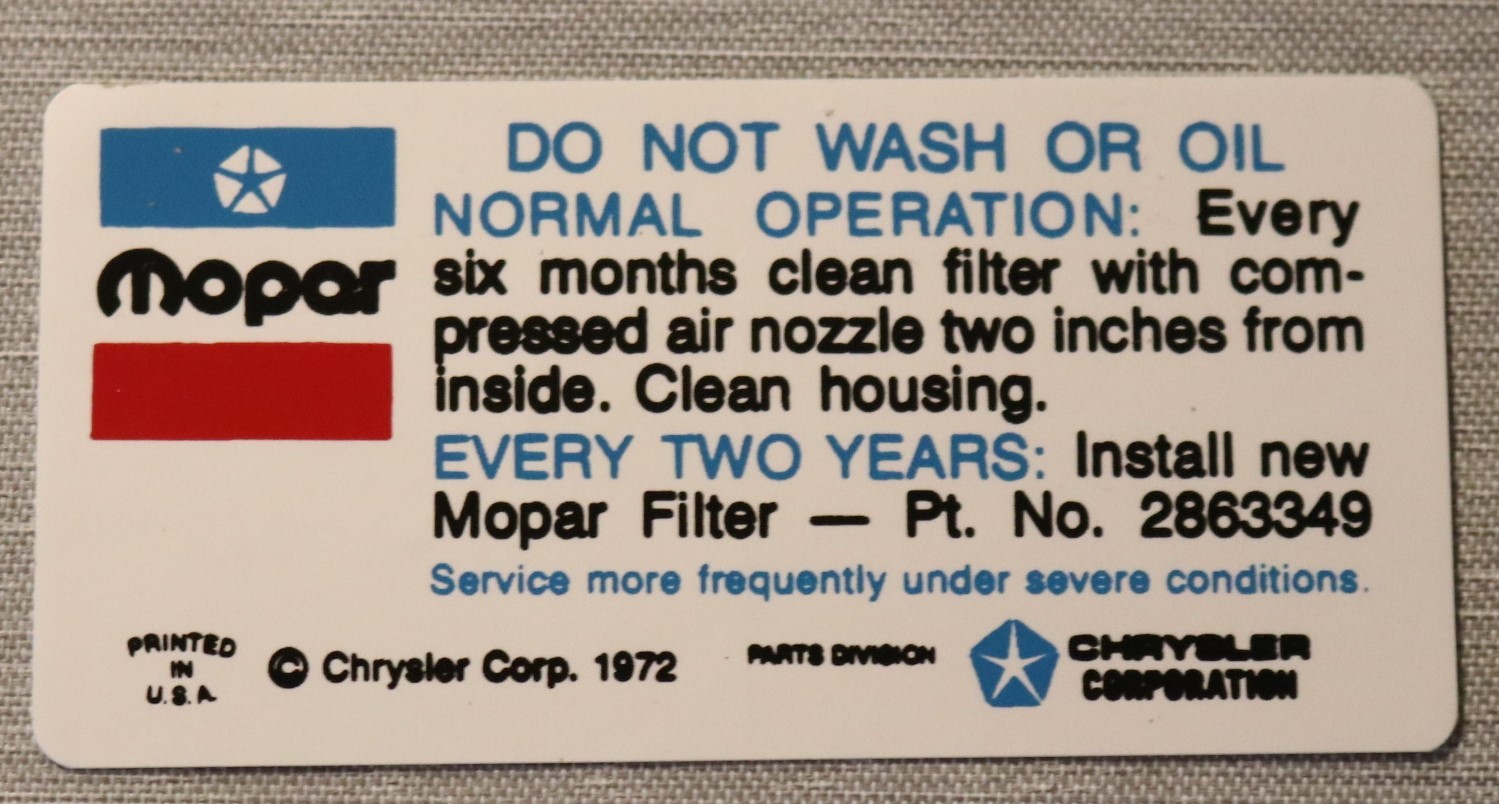 DO NOT WASH OR OIL
NORMAL OPERATION: Every
six months clean filter with com-
pressed air nozzle two inches from
inside. Clean housing.
EVERY TWO YEARS: Install new
Mopar Filter — Pt. No. 2863349
Service more frequently under severe conditions.
Mopar
PRINTED
IN
U.S.A.
© Chrysler Corp. 1972
PARTS DIVISION
CHRYSLER
CORPORATION